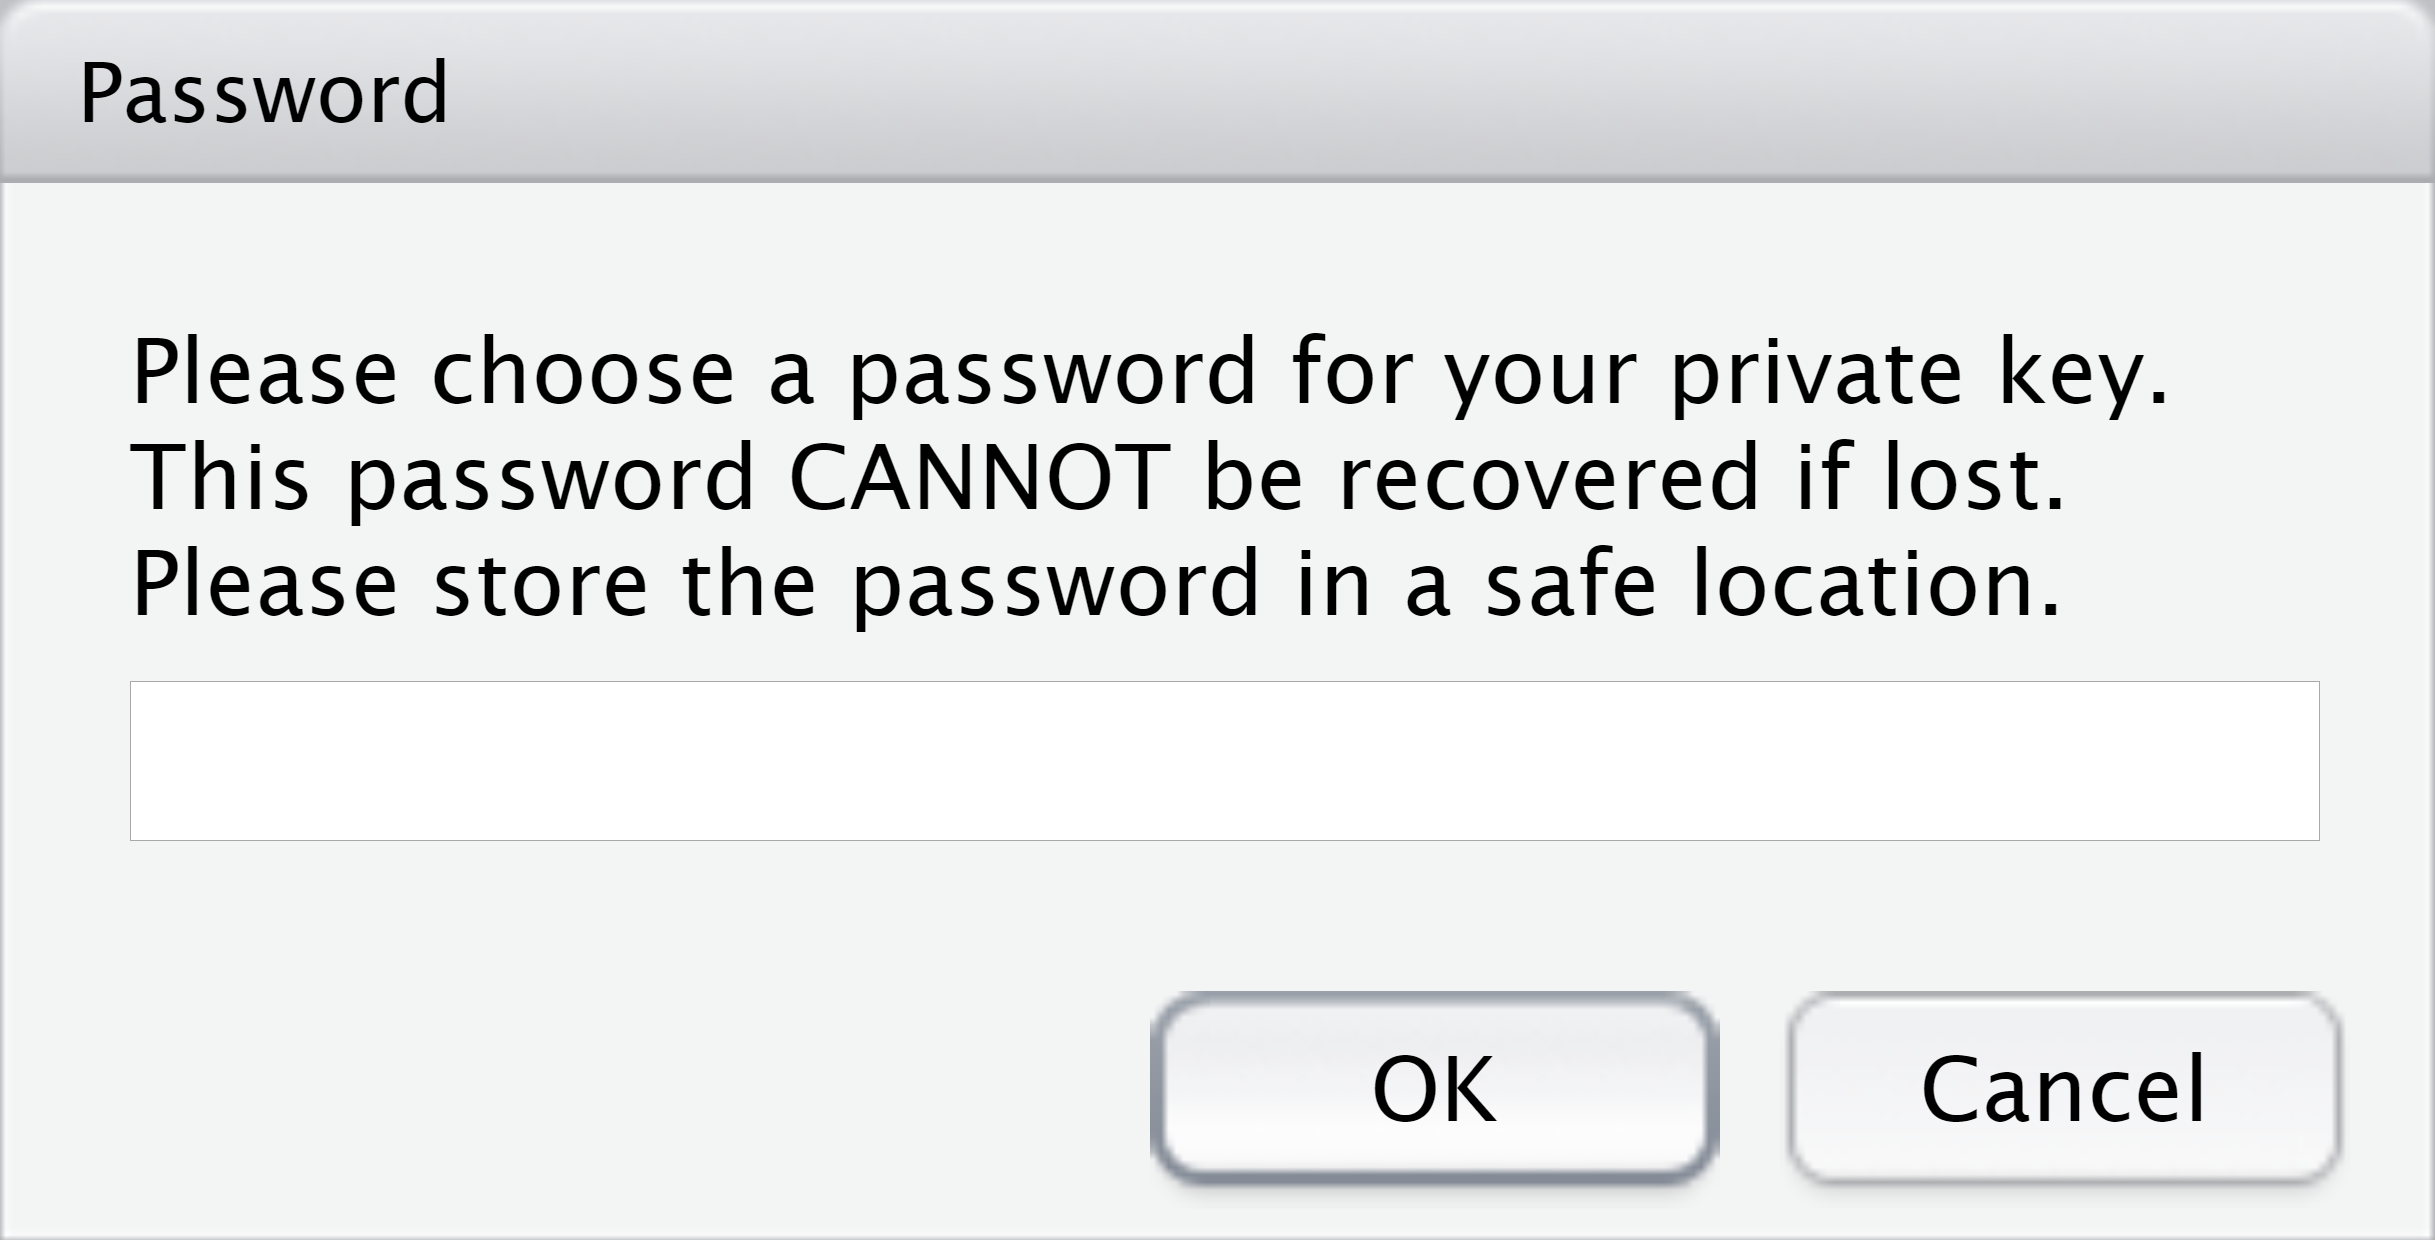 Password
Please choose a password for your private key.
This password CANNOT be recovered if lost.
Please store the password in a safe location.
OK Cancel